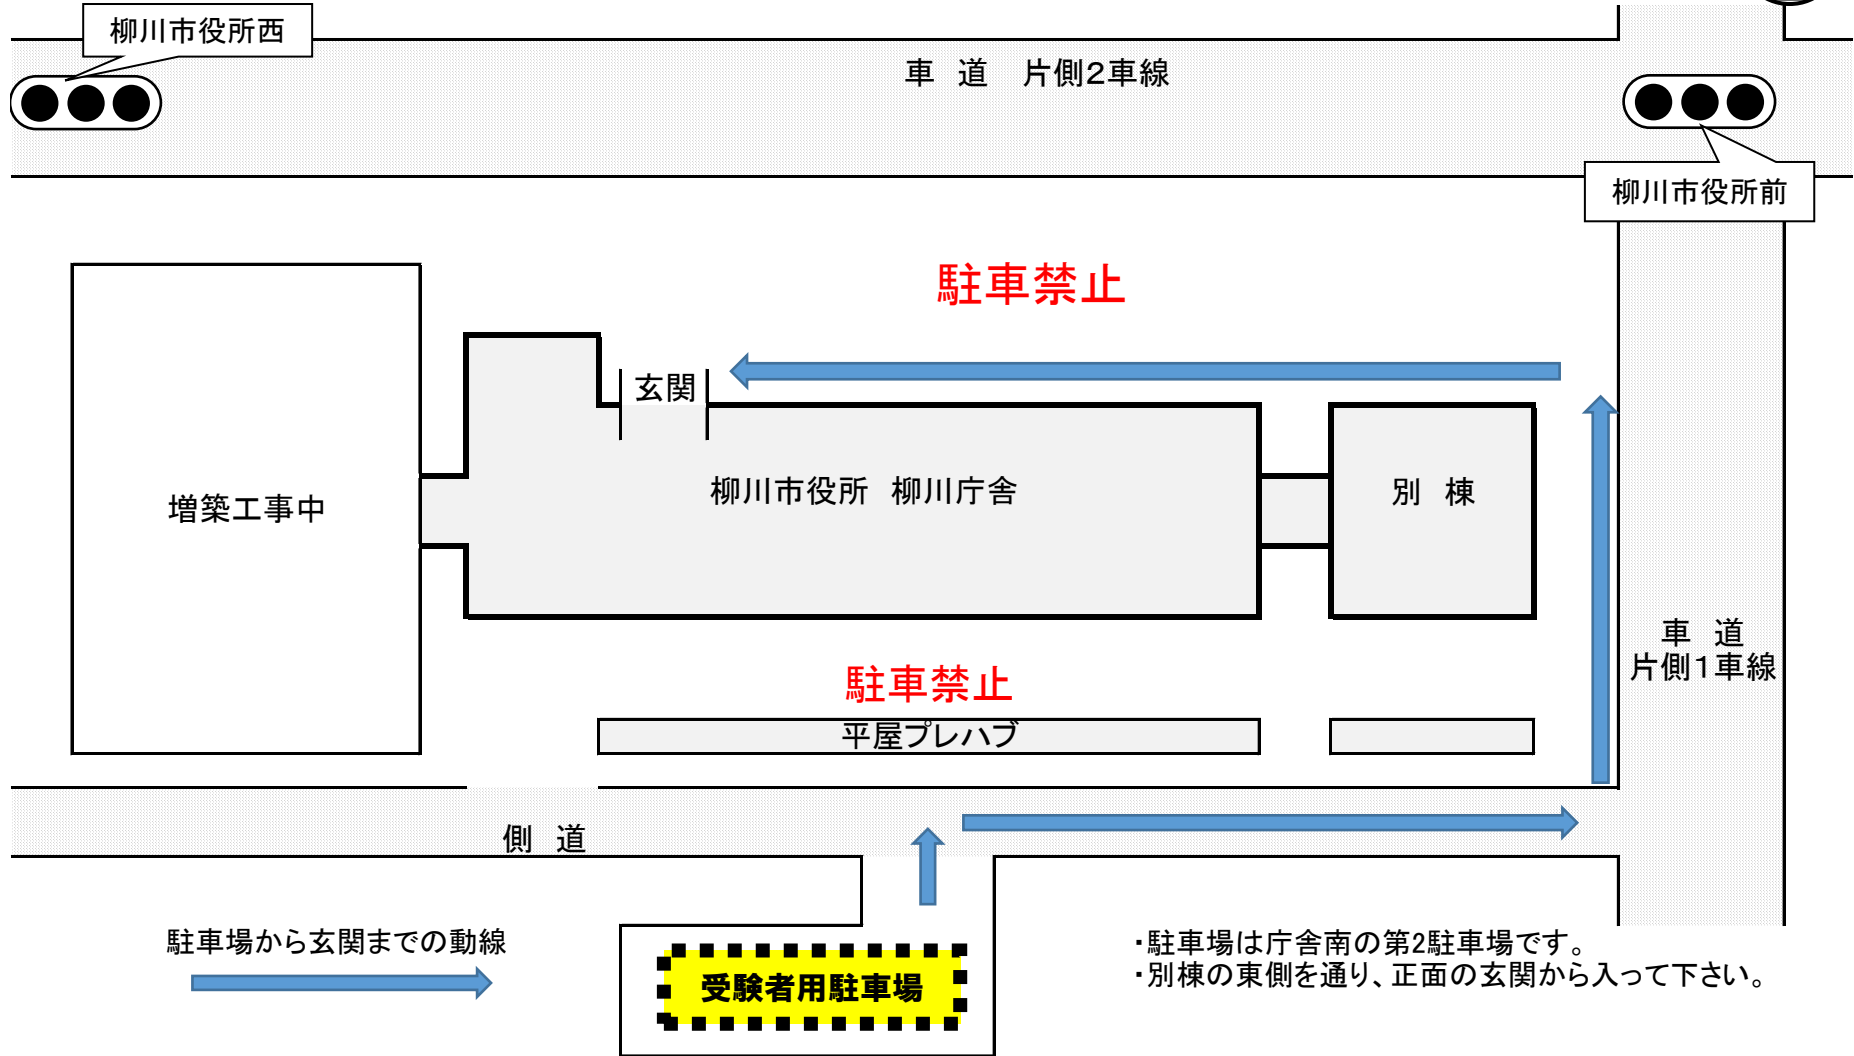 柳川市役所西
車　道　片側2車線
柳川市役所前
駐車禁止
玄関
増築工事中
柳川市役所　柳川庁舎
別　棟
車　道
片側1車線
駐車禁止
平屋プレハブ
側　道
駐車場から玄関までの動線
受験者用駐車場
・駐車場は庁舎南の第2駐車場です。
・別棟の東側を通り、正面の玄関から入って下さい。